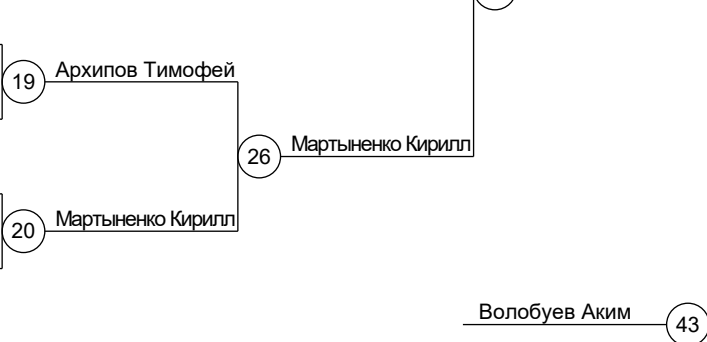 19
Архипов Тимофей
26
Мартыненко Кирилл
20
Мартыненко Кирилл
Волобуев Аким
43